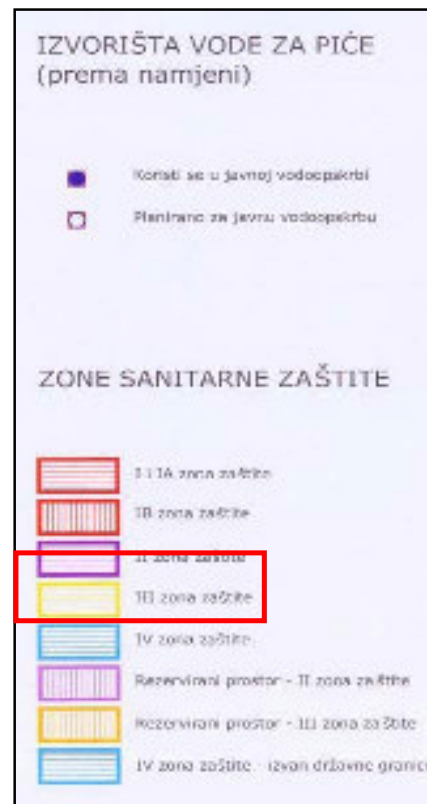 IZVORIŠTA VODE ZA PIĆE
(prema namjeni)
Koristi se u javnoj vodoopskrbi
Planirano za javnu vodoopskrbu
ZONE SANITARNE ZAŠTITE
I i IA zona zaštite
IB zona zaštite
II zona zaštite
III zona zaštite
IV zona zaštite
Rezervirani prostor - II zona zaštite
Rezervirani prostor - III zona zaštite
IV zona zaštite - izvan državne granice